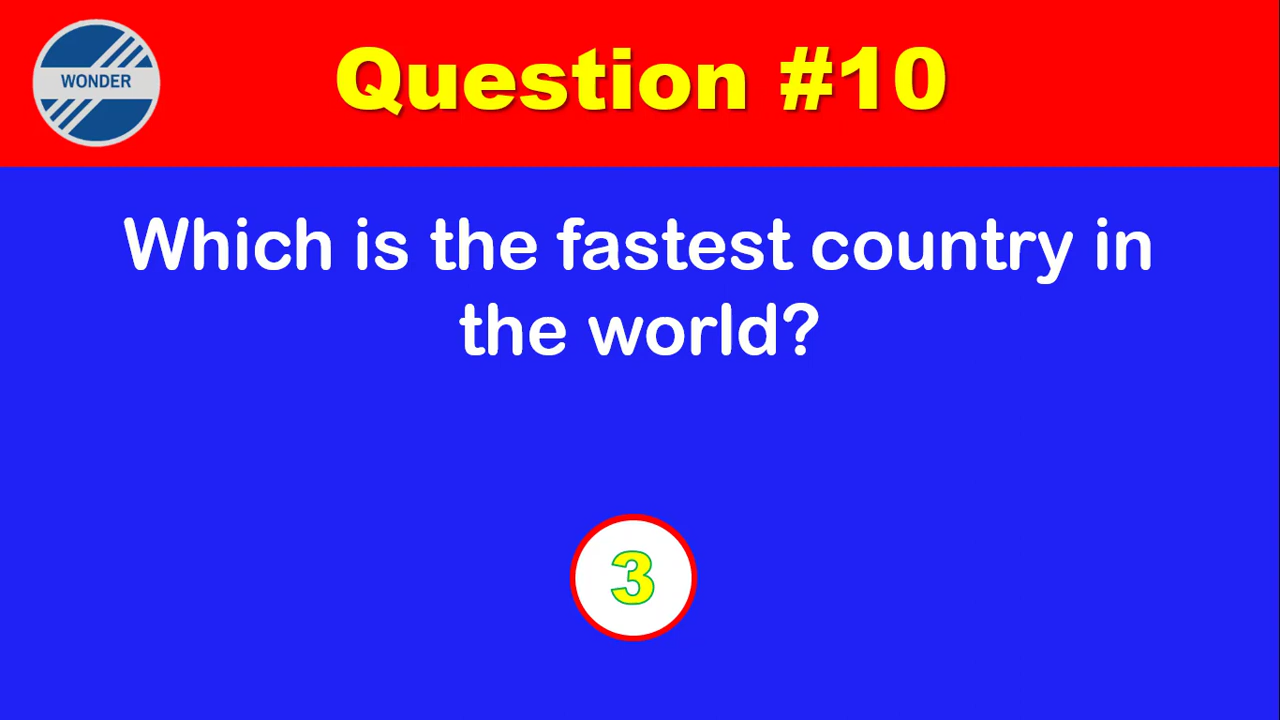 WONDER
Question #10
Which is the fastest country in
the world?
3